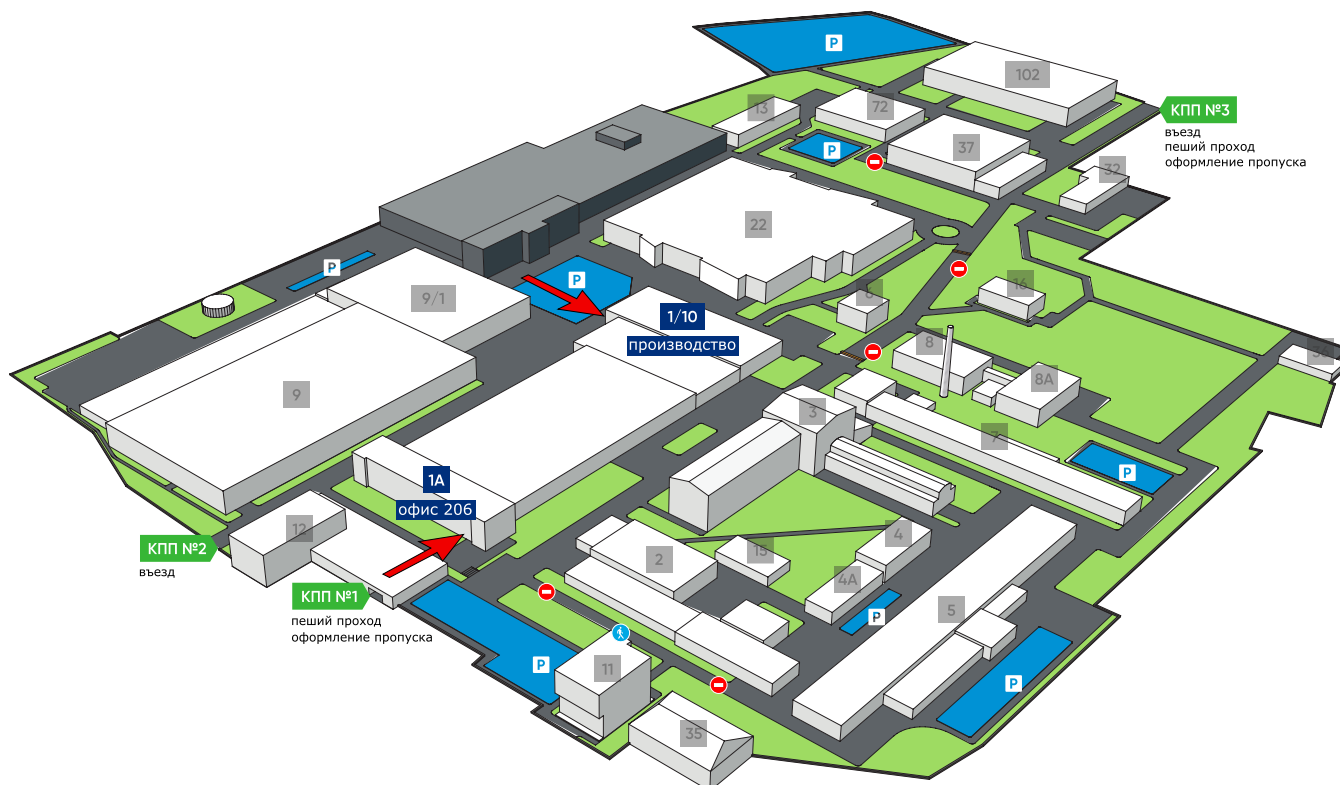 P
102
КПП №3
въезд
пеший проход
оформление пропуска
13
72
P
37
32
22
P
P
9/1
6
16
1/10
производство
8
8А
9
3
7
P
1А
офис 206
12
КПП №2
въезд
КПП №1
пеший проход
оформление пропуска
2
15
4
4А
5
P
P
11
P
35